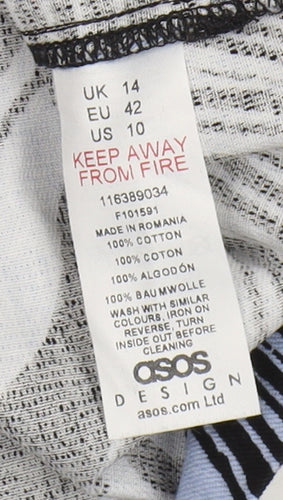 UK 14
EU 42
US 10
KEEP AWAY
FROM FIRE
116389034
F101591
MADE IN ROMANIA
100% COTTON
100% COTON
100% ALGODÓN
100% BAUMWOLLE
WASH WITH SIMILAR
COLOURS, IRON ON
REVERSE, TURN
INSIDE OUT BEFORE
CLEANING
asos
DESIGN
asos.com Ltd